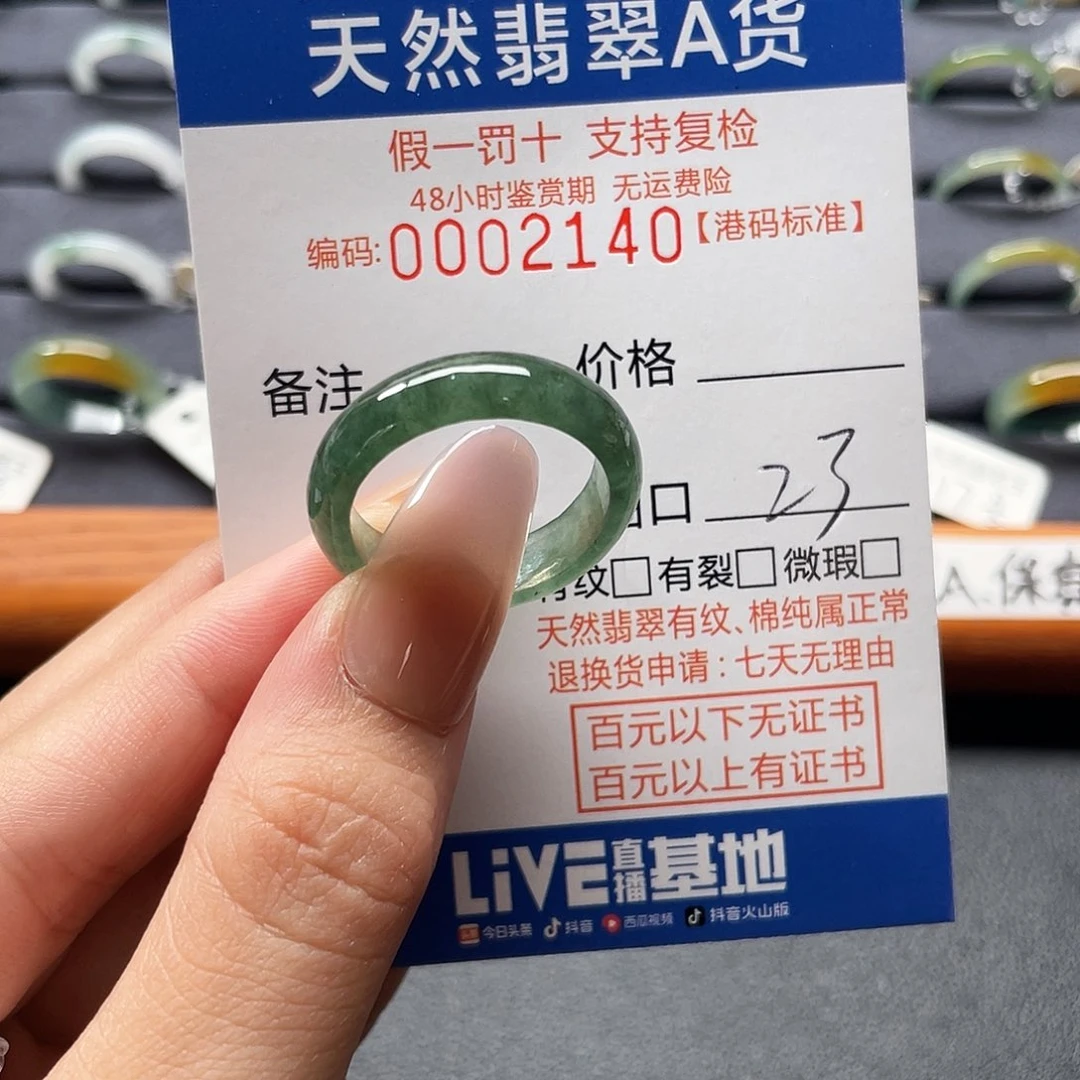 天然翡翠A货
假一罚十 支持复检
48小时鉴赏期 无运费险
编码:0002140【港码标准】
备注
价格
口 23
纹□有裂□微瑕□
天然翡翠有纹、棉纯属正常
退换货申请:七天无理由
百元以下无证书
百元以上有证书
LiVE直播基地
今日头条 抖音 西瓜视频 抖音火山版
A.保真